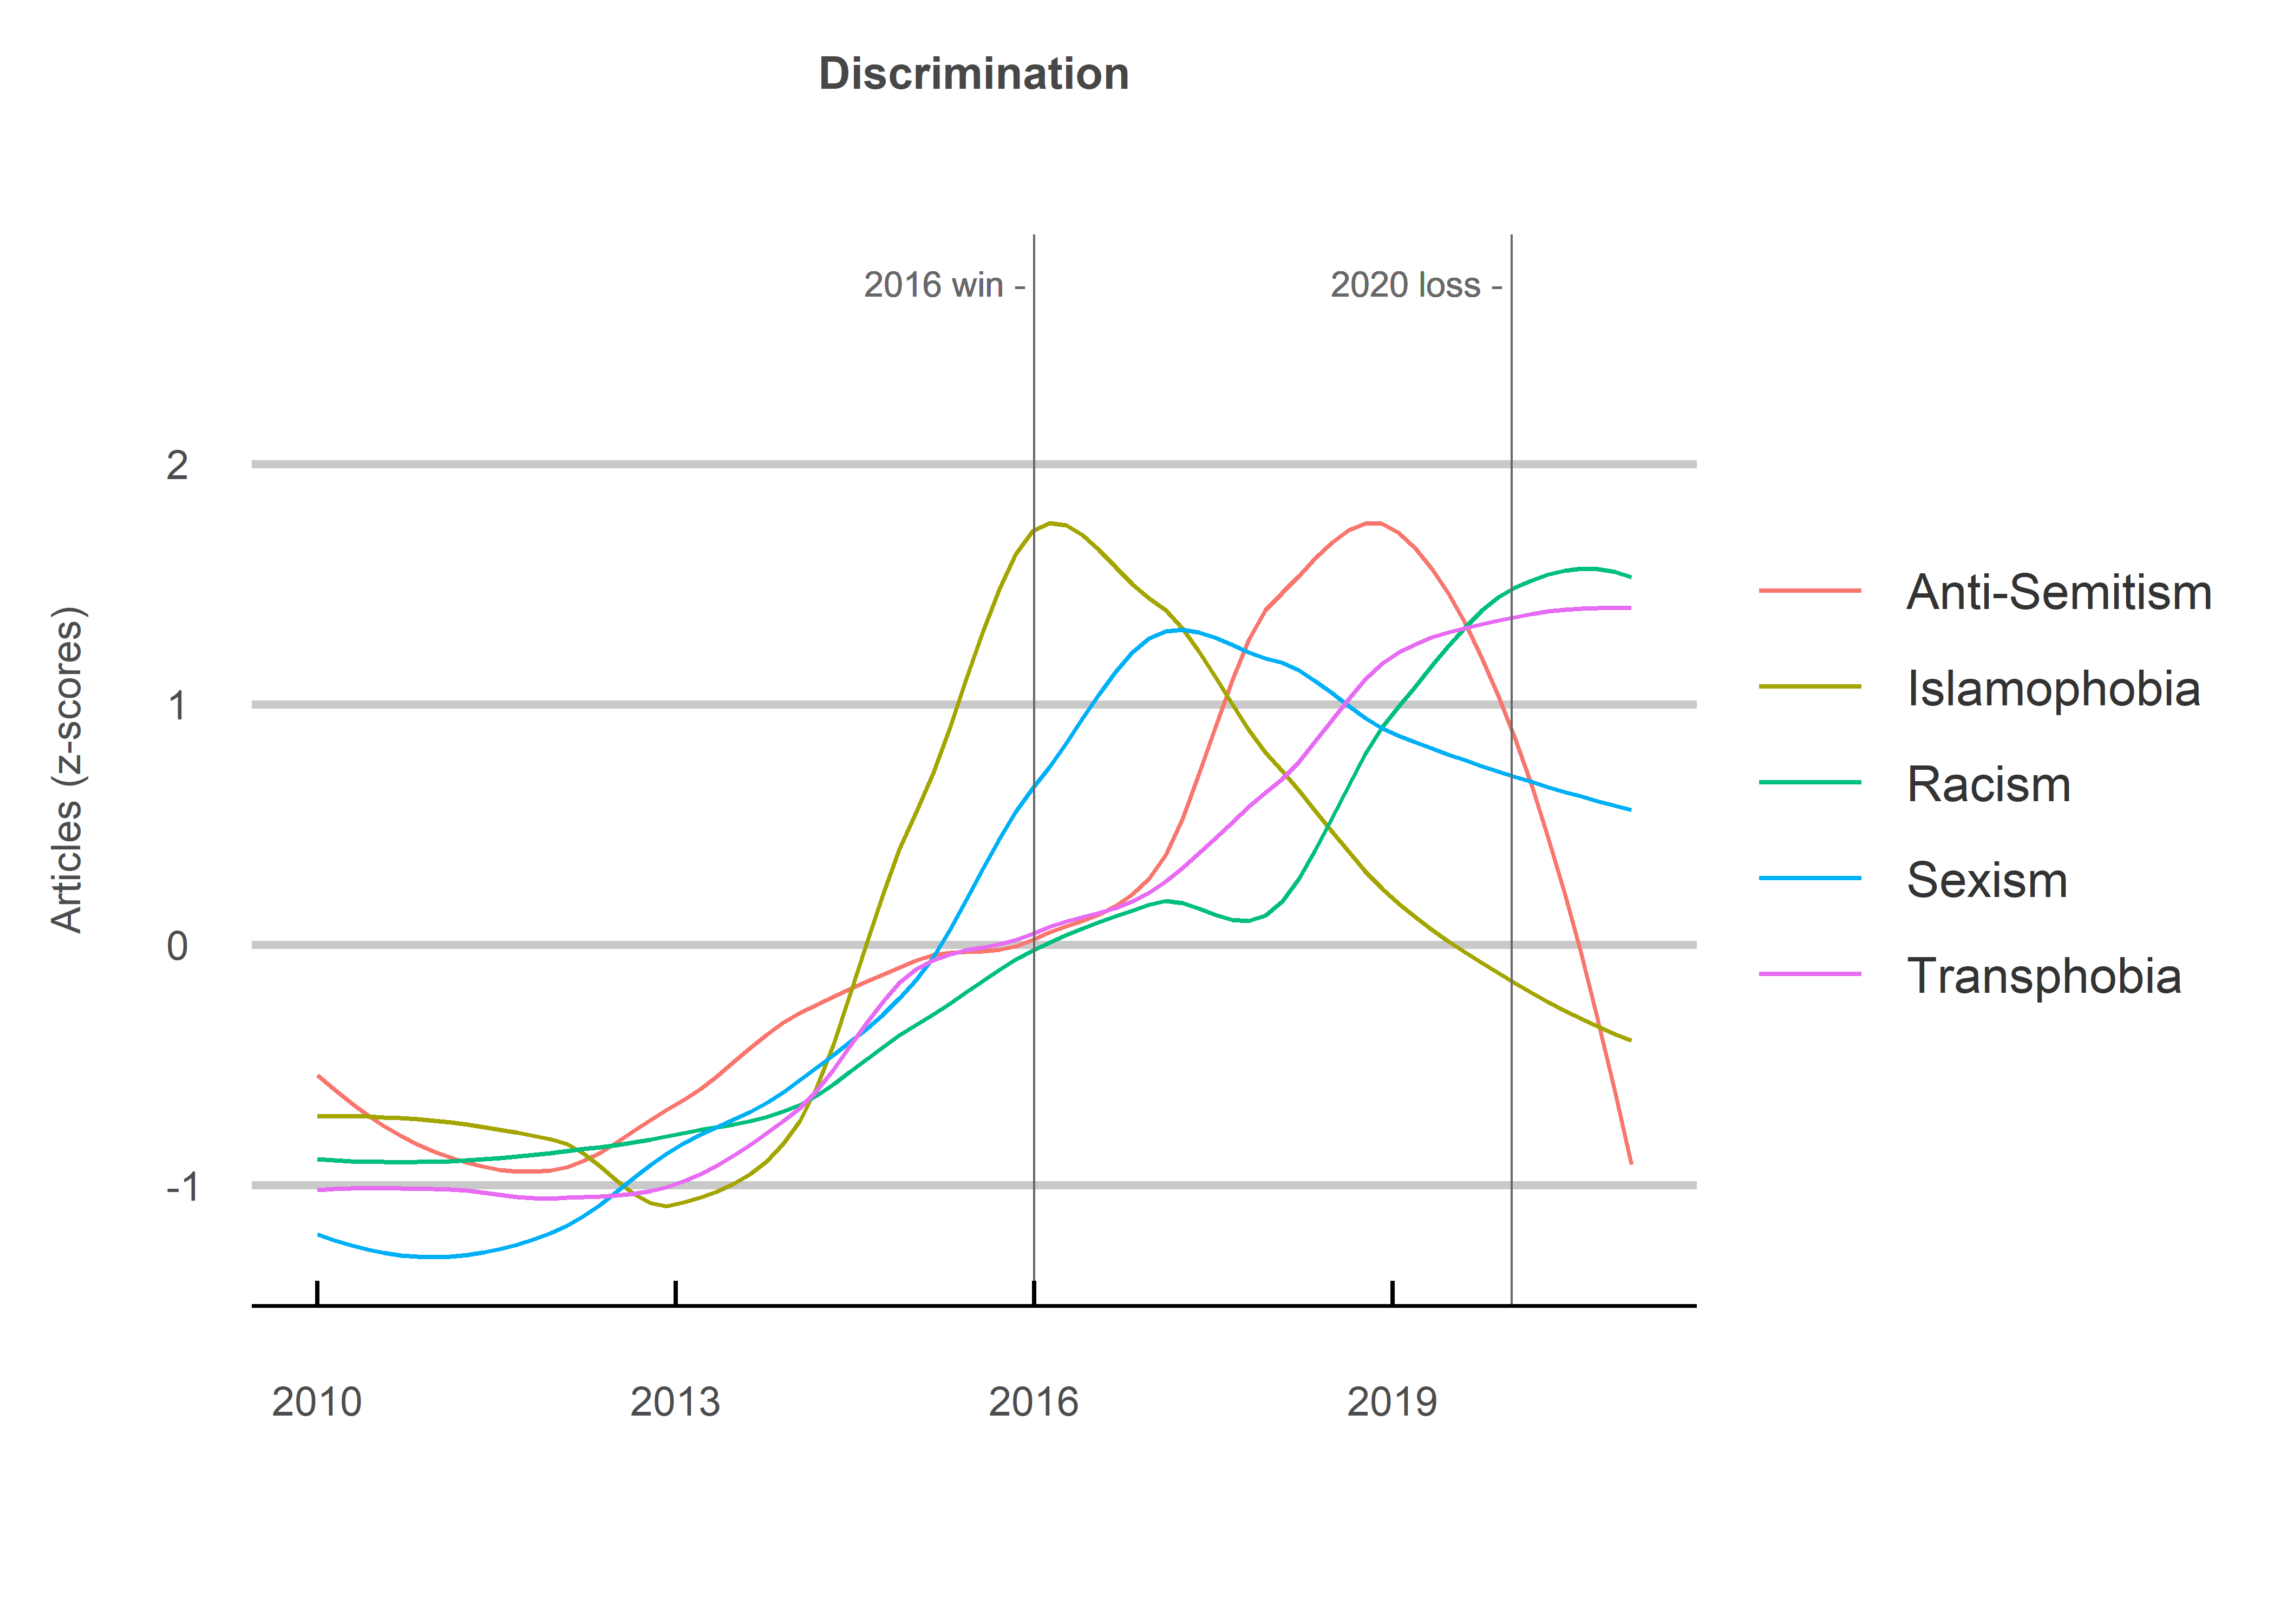 Discrimination
2016 win -
2020 loss -
2
1
0
-1
Articles (z-scores)
2010
2013
2016
2019
Anti-Semitism
Islamophobia
Racism
Sexism
Transphobia